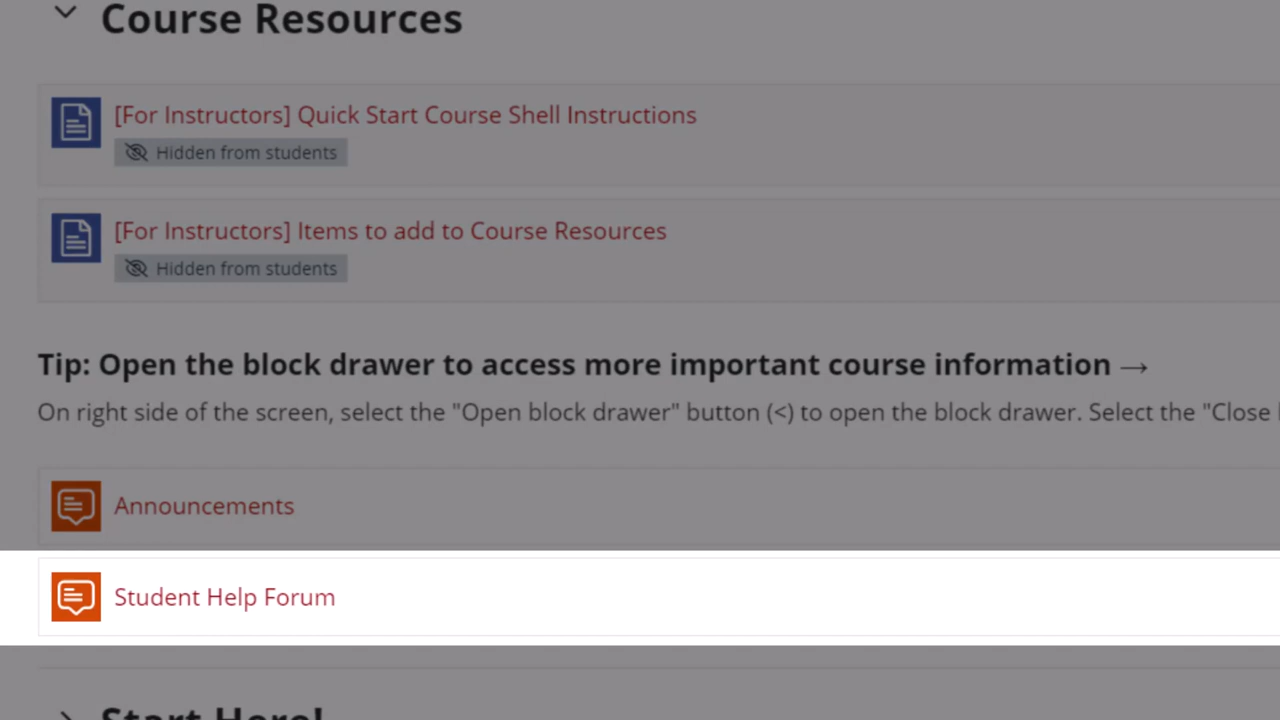 Course Resources
[For Instructors] Quick Start Course Shell Instructions
Hidden from students
[For Instructors] Items to add to Course Resources
Hidden from students
Tip: Open the block drawer to access more important course information →
On right side of the screen, select the "Open block drawer" button (<) to open the block drawer. Select the "Close
Announcements
Student Help Forum
Start Here!